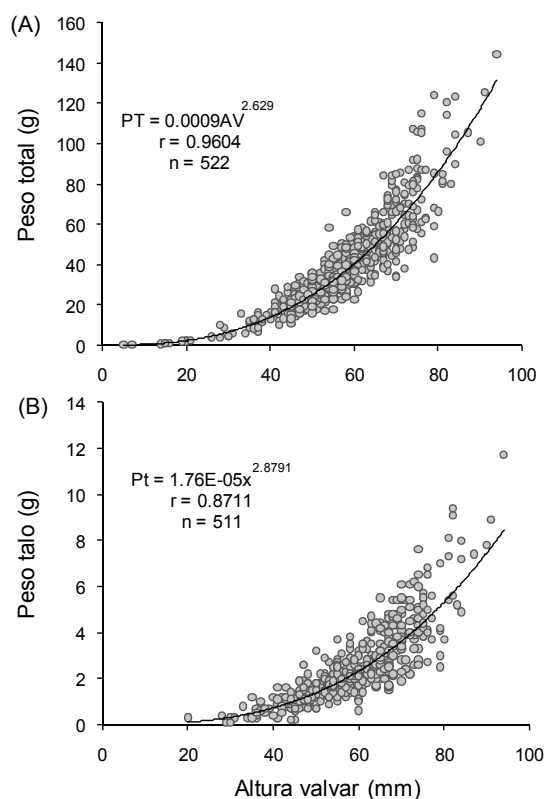 (A)
160
140
120
100
80
60
40
20
0
Peso total (g)
PT = 0.0009AV^2.629
r = 0.9604
n = 522
0 20 40 60 80 100
(B)
14
12
10
8
6
4
2
0
Peso talo (g)
Pt = 1.76E-05x^2.8791
r = 0.8711
n = 511
0 20 40 60 80 100
Altura valvar (mm)